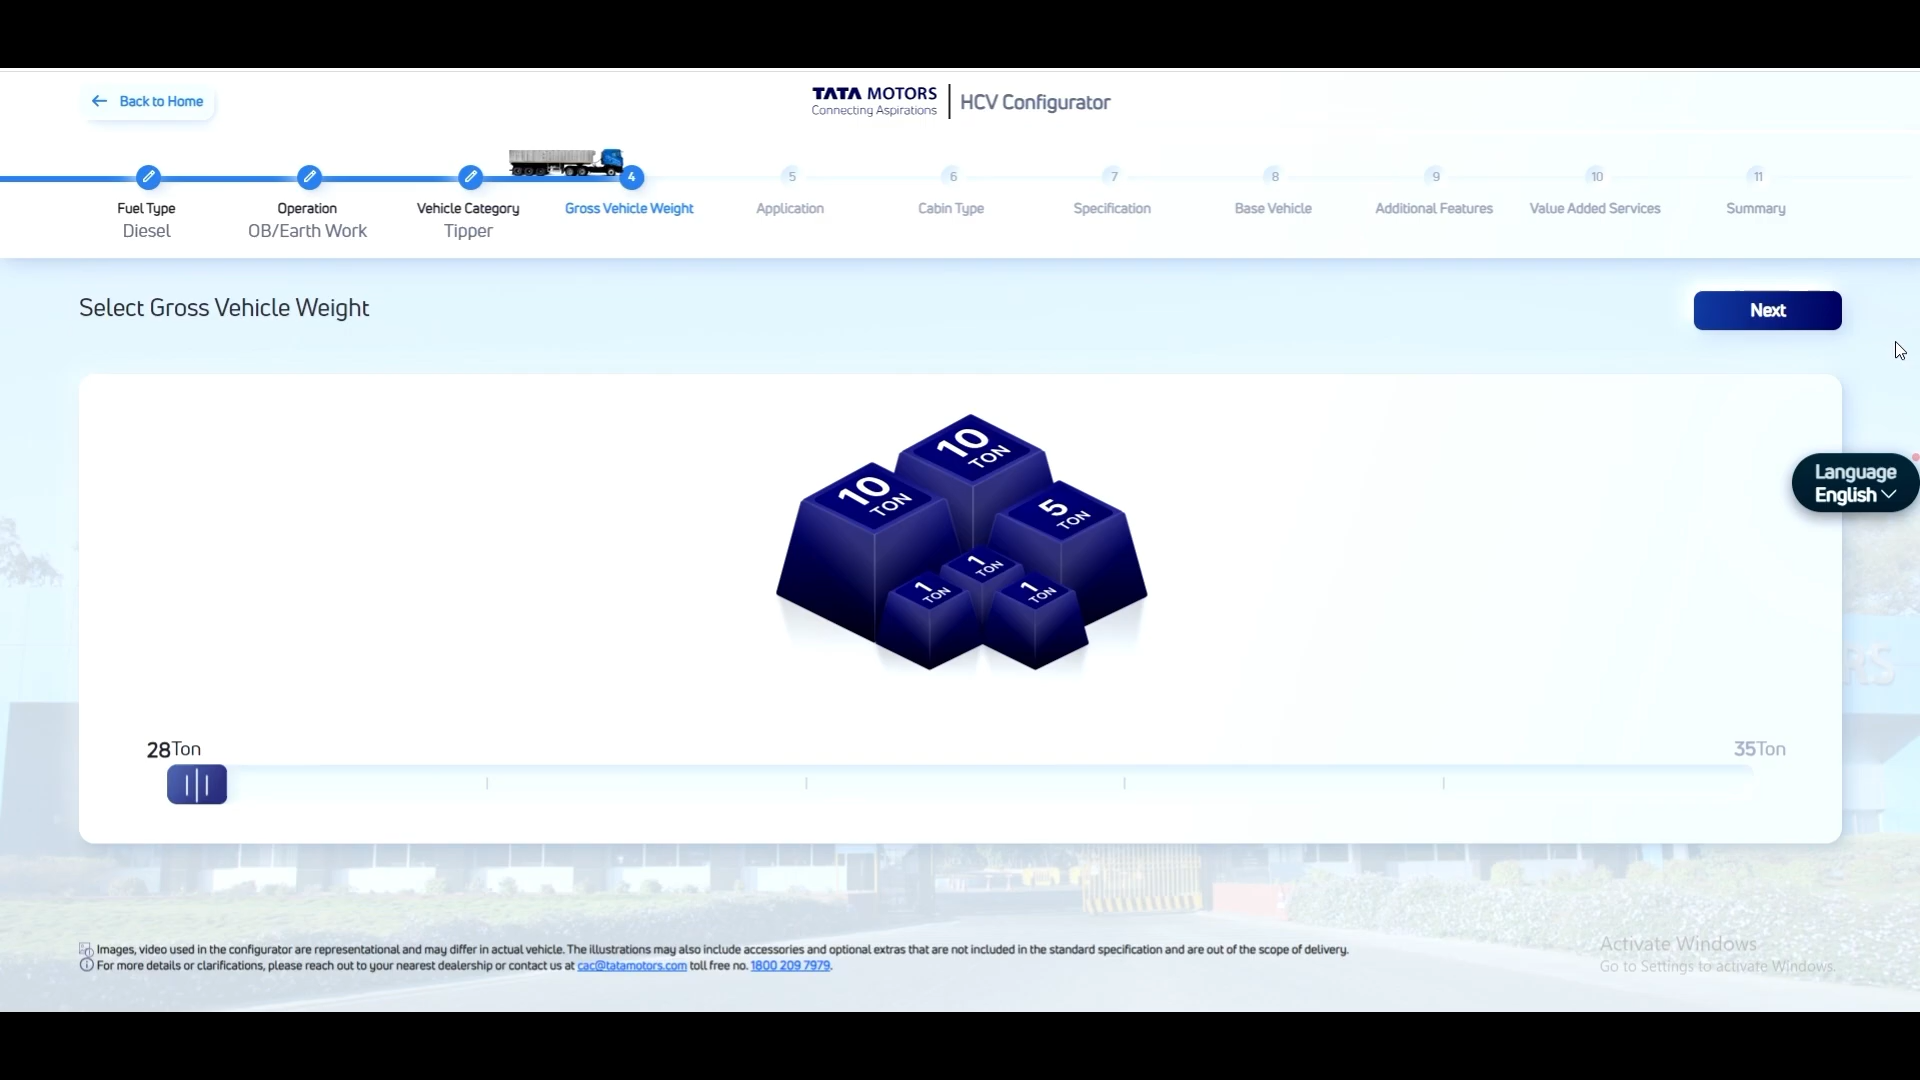 Back to Home
TATA MOTORS
Connecting Aspirations
HCV Configurator
4
5
6
7
8
9
10
11
Fuel Type
Operation
Vehicle Category
Gross Vehicle Weight
Application
Cabin Type
Specification
Base Vehicle
Additional Features
Value Added Services
Summary
Diesel
OB/Earth Work
Tipper
Select Gross Vehicle Weight
Next
10
TON
10
TON
5
TON
1
TON
1
TON
1
TON
Language
English
28Ton
35Ton
RS
Images, video used in the configurator are representational and may differ in actual vehicle. The illustrations may also include accessories and optional extras that are not included in the standard specification and are out of the scope of delivery.
For more details or clarifications, please reach out to your nearest dealership or contact us at cac@tatamotors.com toll free no. 1800 209 7979.
Activate Windows
Go to Settings to activate Windows.